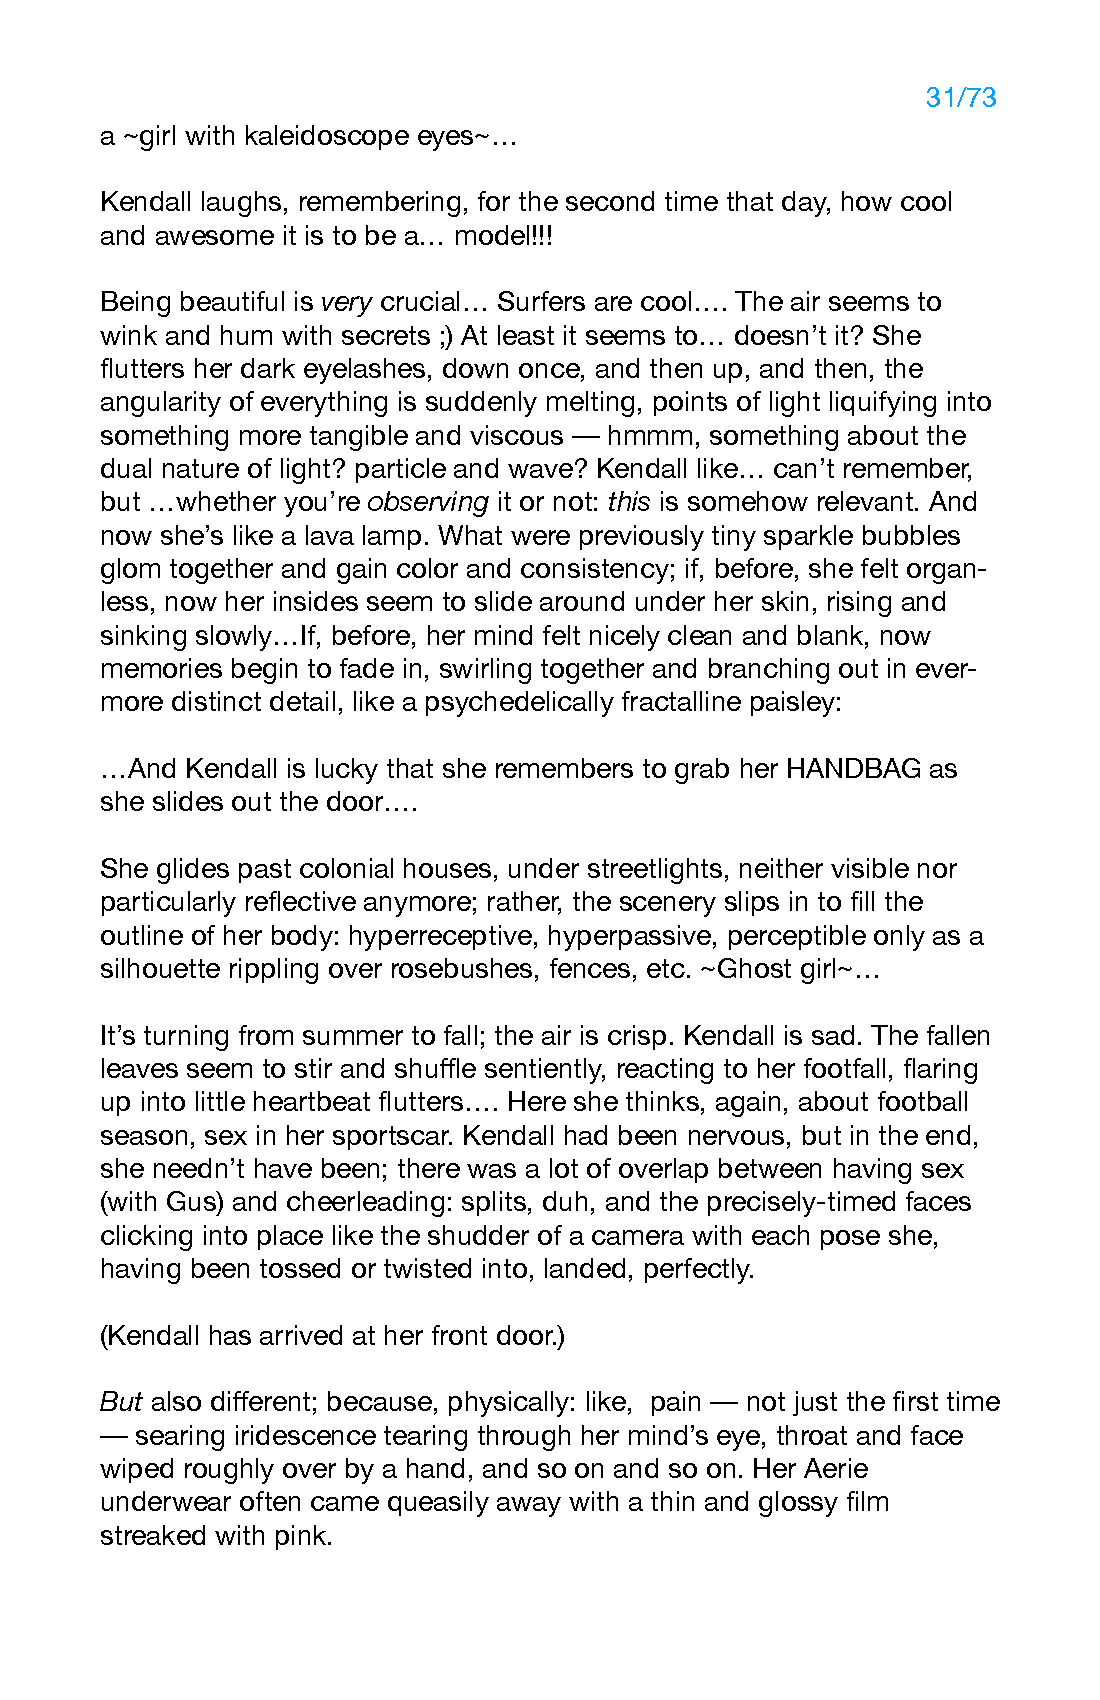 31/73
a ~girl with kaleidoscope eyes~…
Kendall laughs, remembering, for the second time that day, how cool
and awesome it is to be a… model!!!
Being beautiful is very crucial… Surfers are cool…. The air seems to
wink and hum with secrets ;) At least it seems to… doesn’t it? She
flutters her dark eyelashes, down once, and then up, and then, the
angularity of everything is suddenly melting, points of light liquifying into
something more tangible and viscous — hmmm, something about the
dual nature of light? particle and wave? Kendall like… can’t remember,
but …whether you’re observing it or not: this is somehow relevant. And
now she’s like a lava lamp. What were previously tiny sparkle bubbles
glom together and gain color and consistency; if, before, she felt organ-
less, now her insides seem to slide around under her skin, rising and
sinking slowly…If, before, her mind felt nicely clean and blank, now
memories begin to fade in, swirling together and branching out in ever-
more distinct detail, like a psychedelically fractalline paisley:
…And Kendall is lucky that she remembers to grab her HANDBAG as
she slides out the door….
She glides past colonial houses, under streetlights, neither visible nor
particularly reflective anymore; rather, the scenery slips in to fill the
outline of her body: hyperreceptive, hyperpassive, perceptible only as a
silhouette rippling over rosebushes, fences, etc. ~Ghost girl~…
It’s turning from summer to fall; the air is crisp. Kendall is sad. The fallen
leaves seem to stir and shuffle sentiently, reacting to her footfall, flaring
up into little heartbeat flutters…. Here she thinks, again, about football
season, sex in her sportscar. Kendall had been nervous, but in the end,
she needn’t have been; there was a lot of overlap between having sex
(with Gus) and cheerleading: splits, duh, and the precisely-timed faces
clicking into place like the shudder of a camera with each pose she,
having been tossed or twisted into, landed, perfectly.
(Kendall has arrived at her front door.)
But also different; because, physically: like,  pain — not just the first time
— searing iridescence tearing through her mind’s eye, throat and face
wiped roughly over by a hand, and so on and so on. Her Aerie
underwear often came queasily away with a thin and glossy film
streaked with pink.